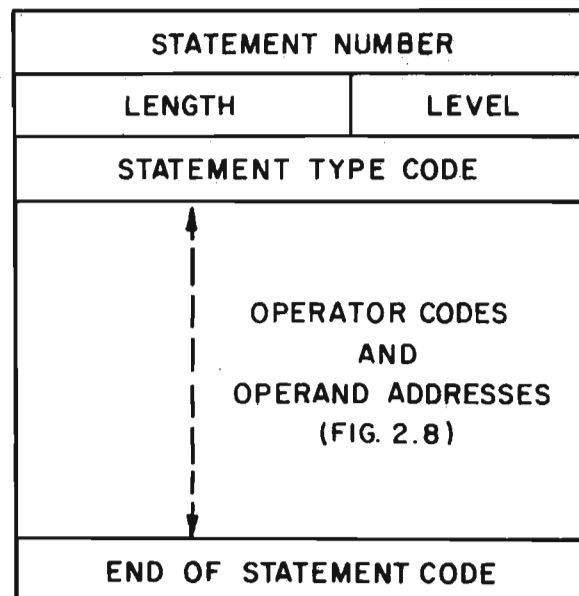 STATEMENT NUMBER
LENGTH LEVEL
STATEMENT TYPE CODE
OPERATOR CODES
AND
OPERAND ADDRESSES
(FIG. 2.8)
END OF STATEMENT CODE